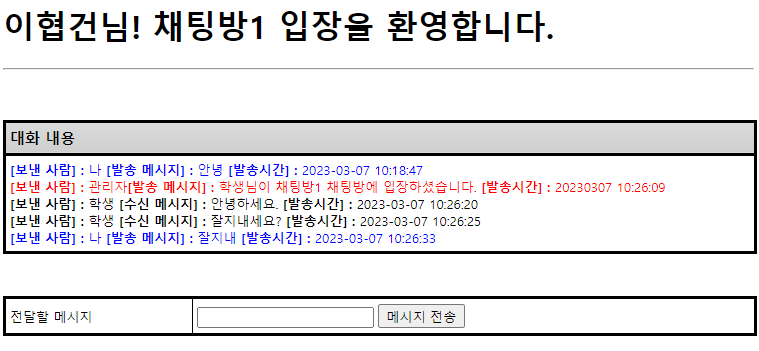 이협건님! 채팅방1 입장을 환영합니다.
대화 내용
[보낸 사람] : 나 [발송 메시지] : 안녕 [발송시간] : 2023-03-07 10:18:47
[보낸 사람] : 관리자[발송 메시지] : 학생님이 채팅방1 채팅방에 입장하셨습니다. [발송시간] : 20230307 10:26:09
[보낸 사람] : 학생 [수신 메시지] : 안녕하세요. [발송시간] : 2023-03-07 10:26:20
[보낸 사람] : 학생 [수신 메시지] : 잘지내세요? [발송시간] : 2023-03-07 10:26:25
[보낸 사람] : 나 [발송 메시지] : 잘지내 [발송시간] : 2023-03-07 10:26:33
전달할 메시지 메시지 전송